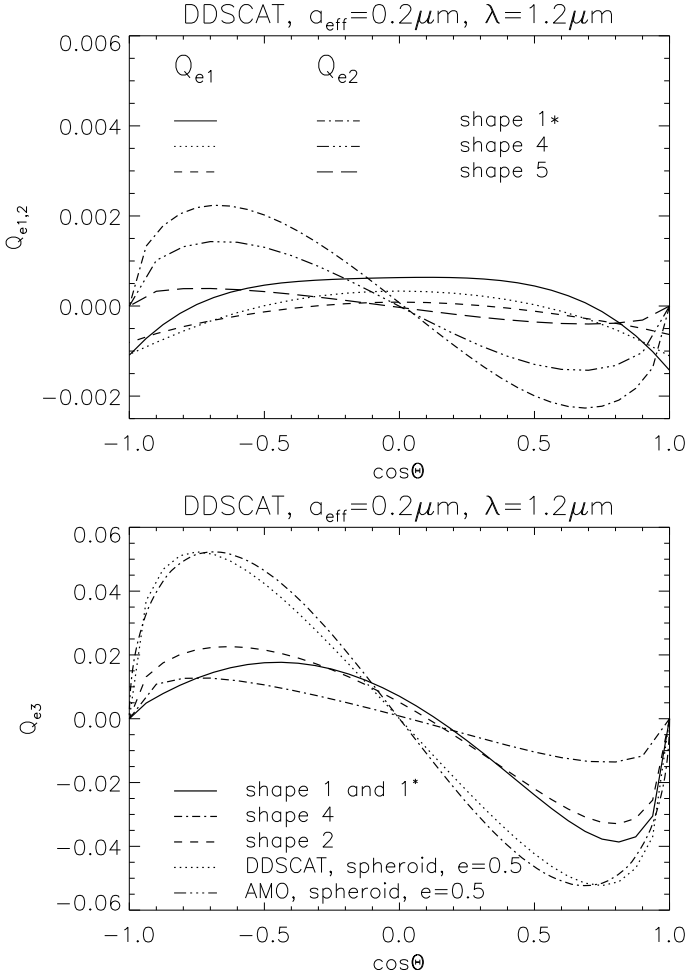 DDSCAT, a_eff=0.2μm, λ=1.2μm
0.006
Q_e1 Q_e2
0.004
shape 1*
shape 4
shape 5
0.002
Q_e1,2
0.000
−0.002
−1.0 −0.5 0.0 0.5 1.0
cosΘ
DDSCAT, a_eff=0.2μm, λ=1.2μm
0.06
0.04
0.02
Q_e3
0.00
−0.02
shape 1 and 1*
shape 4
−0.04
shape 2
DDSCAT, spheroid, e=0.5
AMO, spheroid, e=0.5
−0.06
−1.0 −0.5 0.0 0.5 1.0
cosΘ